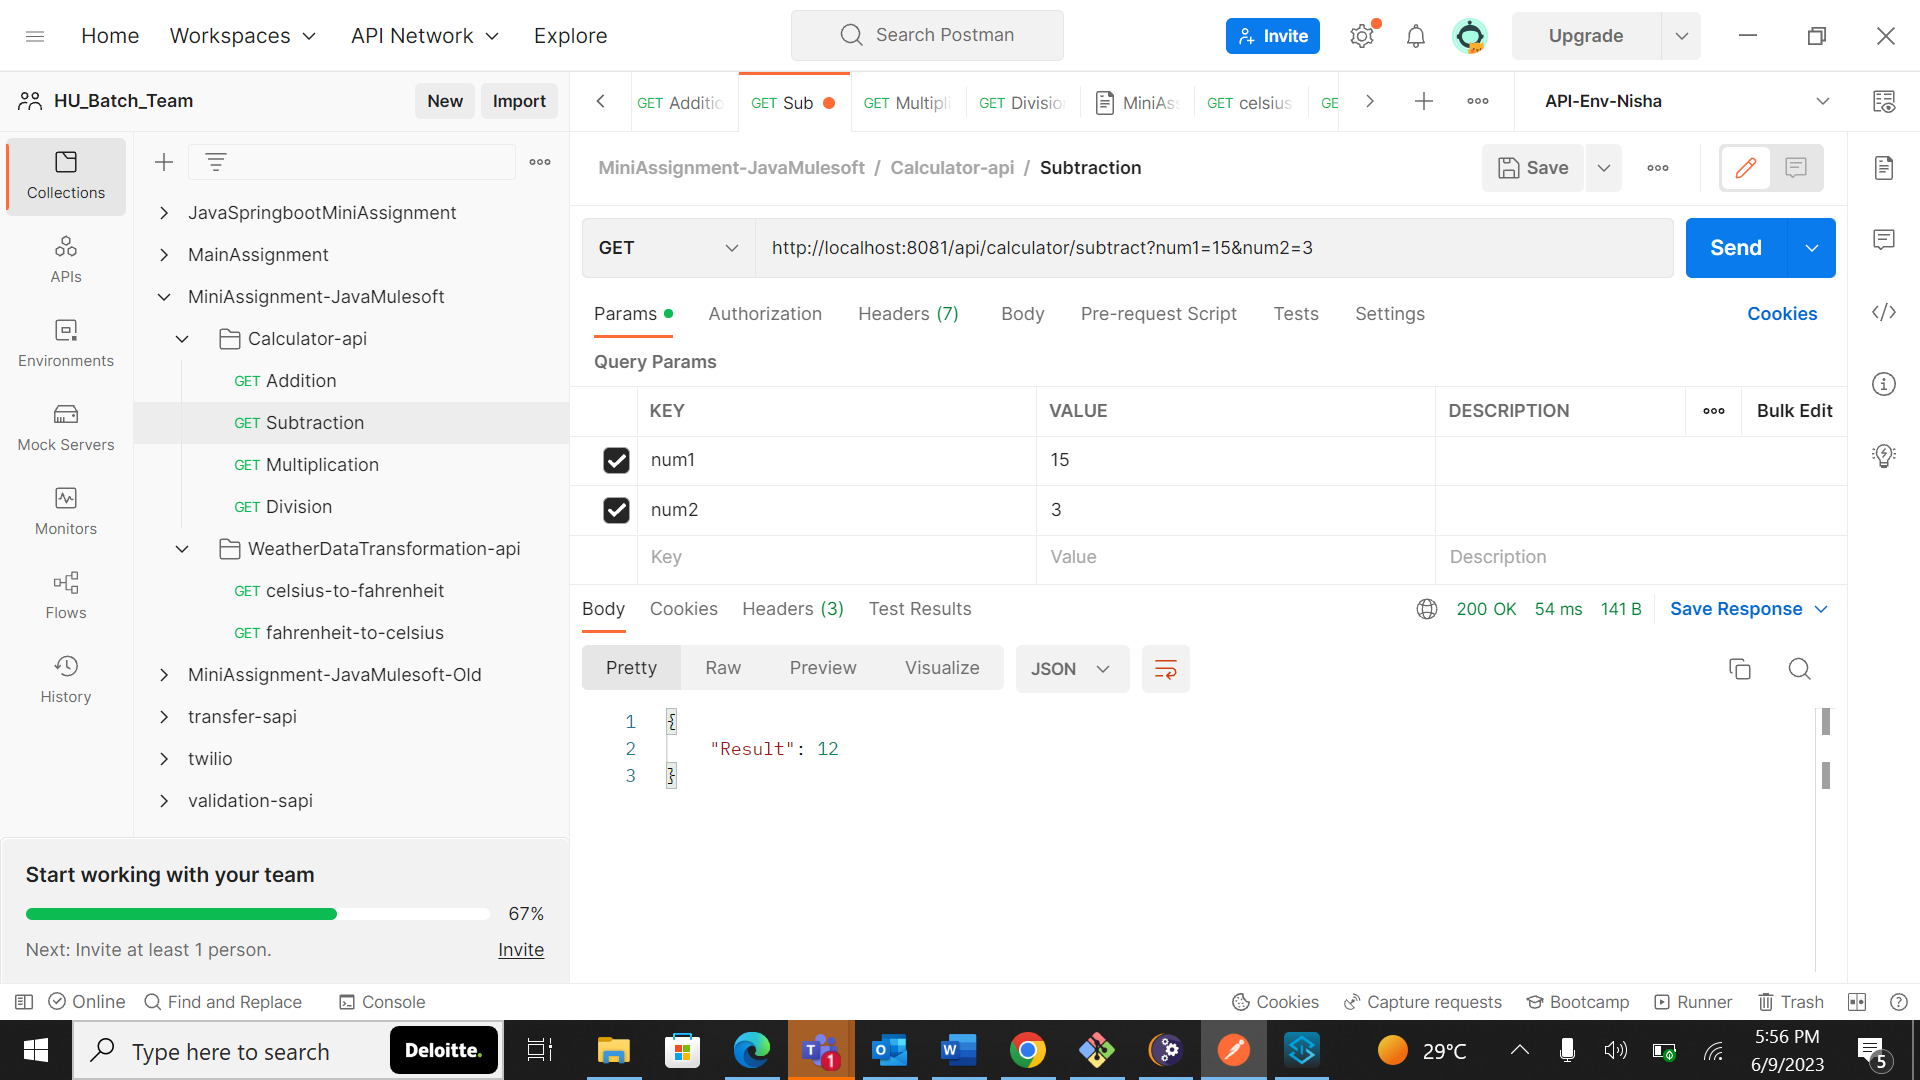 Home
Workspaces
API Network
Explore
Search Postman
Invite
Upgrade
HU_Batch_Team
New
Import
GET Additio
GET Sub
GET Multipli
GET Divisio
MiniAss
GET celsius
GE
API-Env-Nisha
Collections
APIs
Environments
Mock Servers
Monitors
Flows
History
JavaSpringbootMiniAssignment
MainAssignment
MiniAssignment-JavaMulesoft
Calculator-api
GET Addition
GET Subtraction
GET Multiplication
GET Division
WeatherDataTransformation-api
GET celsius-to-fahrenheit
GET fahrenheit-to-celsius
MiniAssignment-JavaMulesoft-Old
transfer-sapi
twilio
validation-sapi
Start working with your team
67%
Next: Invite at least 1 person.
Invite
MiniAssignment-JavaMulesoft / Calculator-api / Subtraction
Save
GET
http://localhost:8081/api/calculator/subtract?num1=15&num2=3
Send
Params
Authorization
Headers (7)
Body
Pre-request Script
Tests
Settings
Cookies
Query Params
KEY
VALUE
DESCRIPTION
Bulk Edit
num1
15
num2
3
Key
Value
Description
Body
Cookies
Headers (3)
Test Results
200 OK
54 ms
141 B
Save Response
Pretty
Raw
Preview
Visualize
JSON
1 {
2 "Result": 12
3 }
Online
Find and Replace
Console
Cookies
Capture requests
Bootcamp
Runner
Trash
Type here to search
Deloitte.
1
29°C
5:56 PM
6/9/2023
5